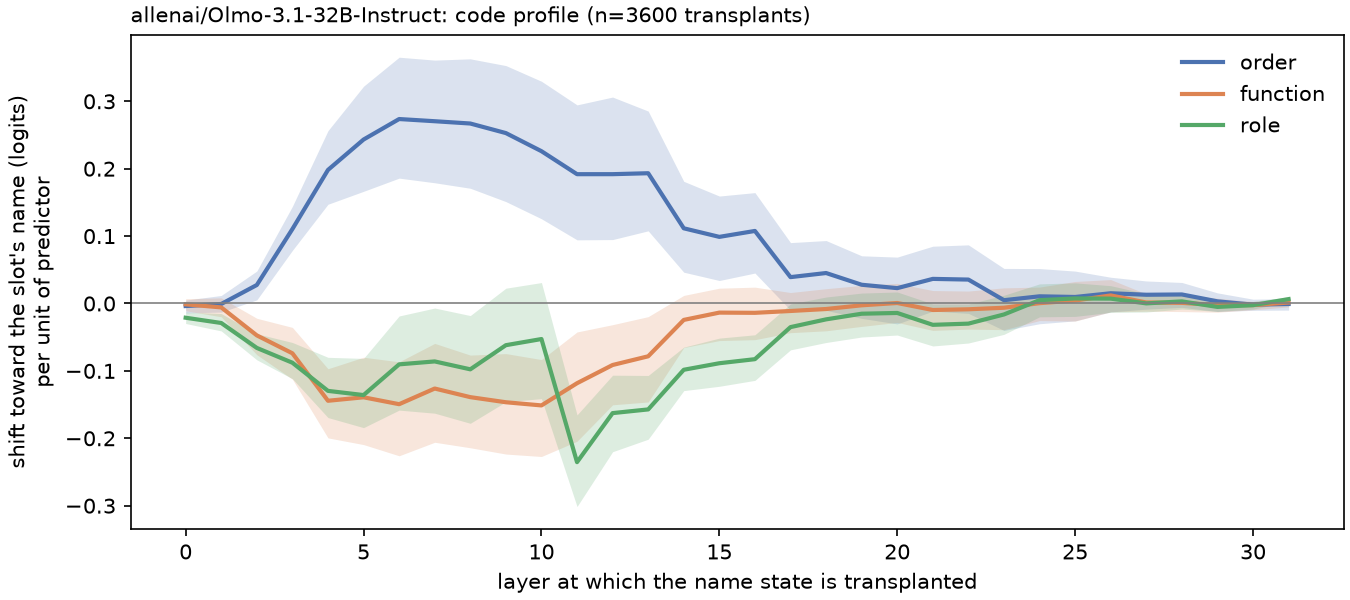 allenai/Olmo-3.1-32B-Instruct: code profile (n=3600 transplants)
shift toward the slot's name (logits)
per unit of predictor
0.3
0.2
0.1
0.0
−0.1
−0.2
−0.3
order
function
role
0 5 10 15 20 25 30
layer at which the name state is transplanted